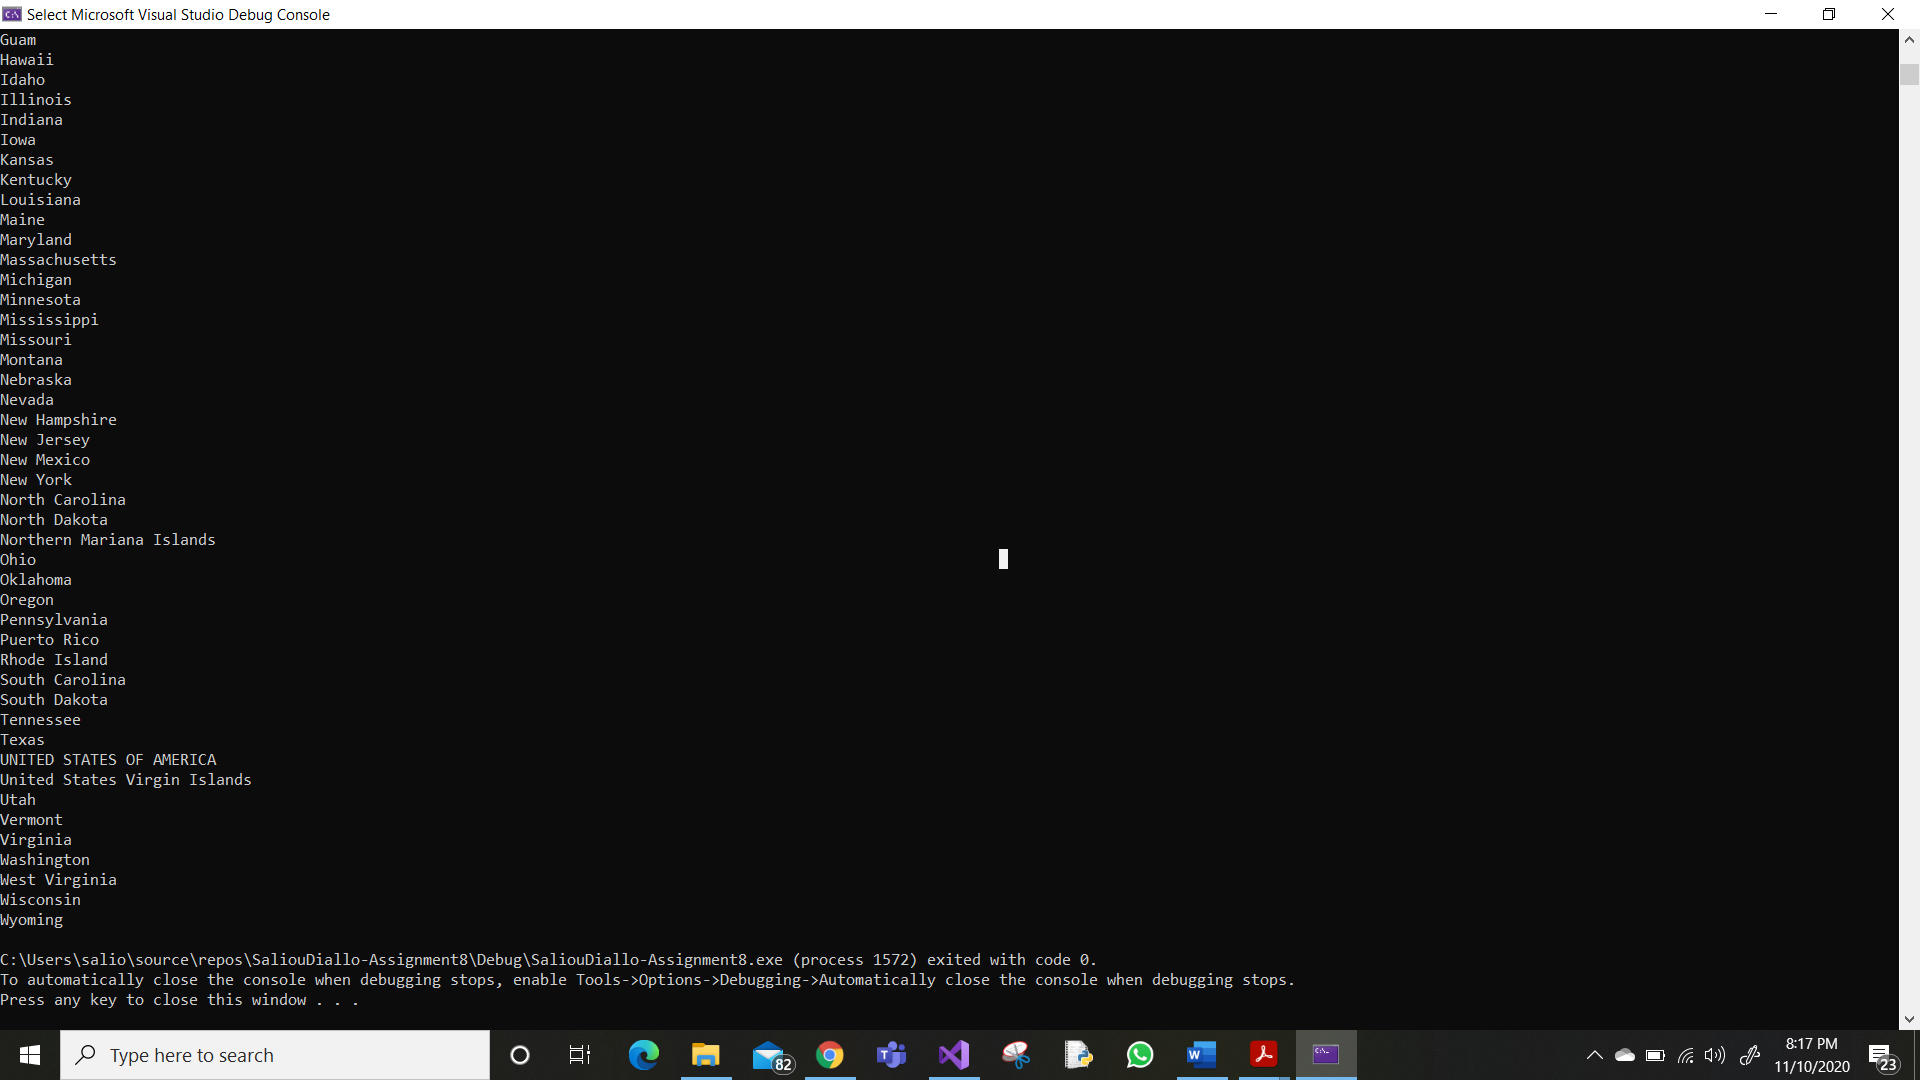 Select Microsoft Visual Studio Debug Console
Guam
Hawaii
Idaho
Illinois
Indiana
Iowa
Kansas
Kentucky
Louisiana
Maine
Maryland
Massachusetts
Michigan
Minnesota
Mississippi
Missouri
Montana
Nebraska
Nevada
New Hampshire
New Jersey
New Mexico
New York
North Carolina
North Dakota
Northern Mariana Islands
Ohio
Oklahoma
Oregon
Pennsylvania
Puerto Rico
Rhode Island
South Carolina
South Dakota
Tennessee
Texas
UNITED STATES OF AMERICA
United States Virgin Islands
Utah
Vermont
Virginia
Washington
West Virginia
Wisconsin
Wyoming
C:\Users\salio\source\repos\SaliouDiallo-Assignment8\Debug\SaliouDiallo-Assignment8.exe (process 1572) exited with code 0.
To automatically close the console when debugging stops, enable Tools->Options->Debugging->Automatically close the console when debugging stops.
Press any key to close this window . . .
Type here to search
82
8:17 PM
11/10/2020
23